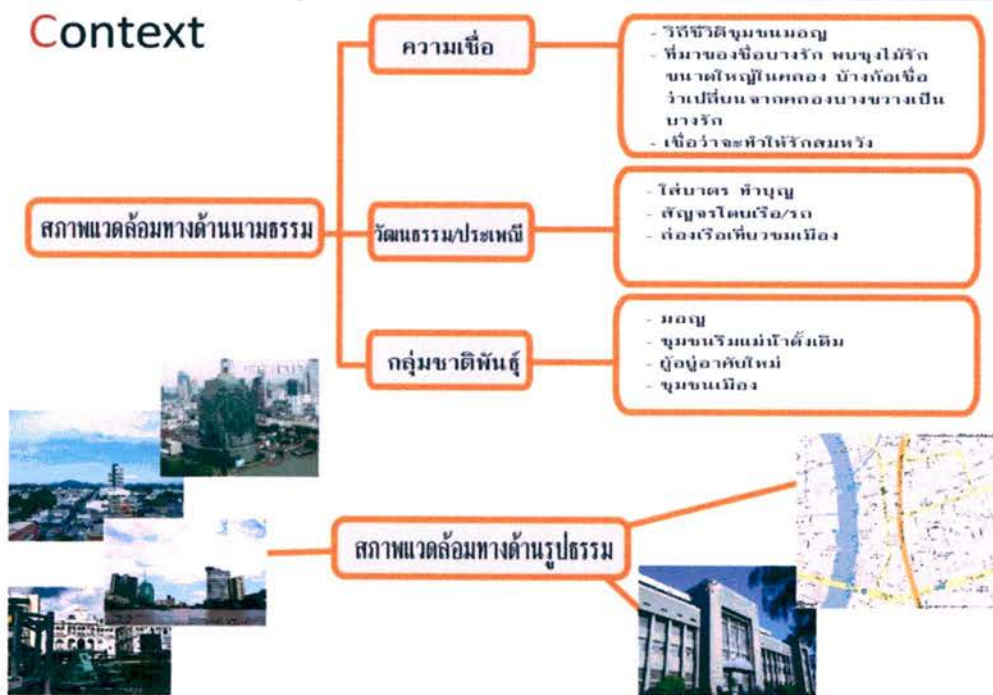 Context
ความเชื่อ
- วิถีชีวิตชุมชนมอญ
- ที่มาของชื่อบางรัก พบซุงไม้รัก
ขนาดใหญ่ในคลอง บ้างก็อเชื่อ
ว่าเปลี่ยนจากคลองบางขวางเป็น
บางรัก
- เชื่อว่าจะทำให้รักสมหวัง
สภาพแวดล้อมทางด้านนามธรรม
วัฒนธรรม/ประเพณี
- ใส่บาตร ทำบุญ
- สัญจรโดยเรือ/รถ
- ล่องเรือเที่ยวชมเมือง
กลุ่มชาติพันธุ์
- มอญ
- ชุมชนริมแม่น้ำดั้งเดิม
- ผู้อยู่อาศัยใหม่
- ชุมชนเมือง
สภาพแวดล้อมทางด้านรูปธรรม